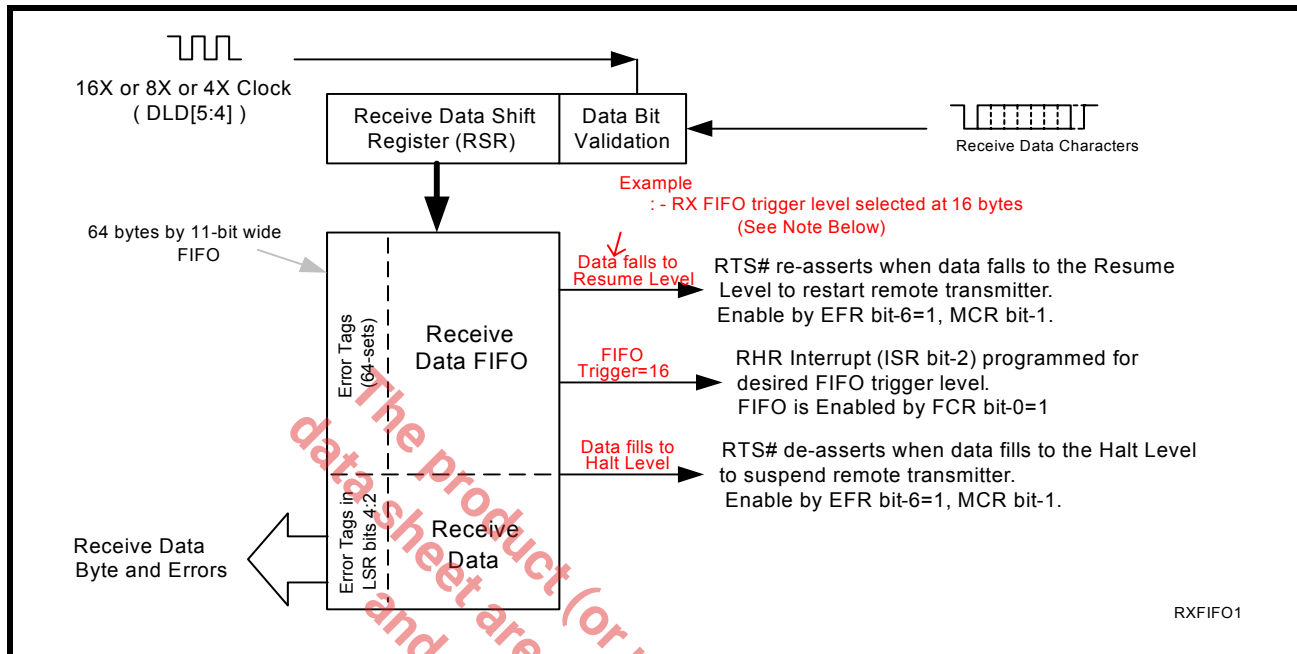 16X or 8X or 4X Clock
( DLD[5:4] )
Receive Data Shift
Register (RSR)
Data Bit
Validation
Receive Data Characters
Example
: - RX FIFO trigger level selected at 16 bytes
(See Note Below)
64 bytes by 11-bit wide
FIFO
Data falls to
Resume Level
RTS# re-asserts when data falls to the Resume
Level to restart remote transmitter.
Enable by EFR bit-6=1, MCR bit-1.
Error Tags
(64-sets)
Receive
Data FIFO
FIFO
Trigger=16
RHR Interrupt (ISR bit-2) programmed for
desired FIFO trigger level.
FIFO is Enabled by FCR bit-0=1
Data fills to
Halt Level
RTS# de-asserts when data fills to the Halt Level
to suspend remote transmitter.
Enable by EFR bit-6=1, MCR bit-1.
Error Tags in
LSR bits 4:2
Receive
Data
Receive Data
Byte and Errors
RXFIFO1
The product (or
data sheet are
and